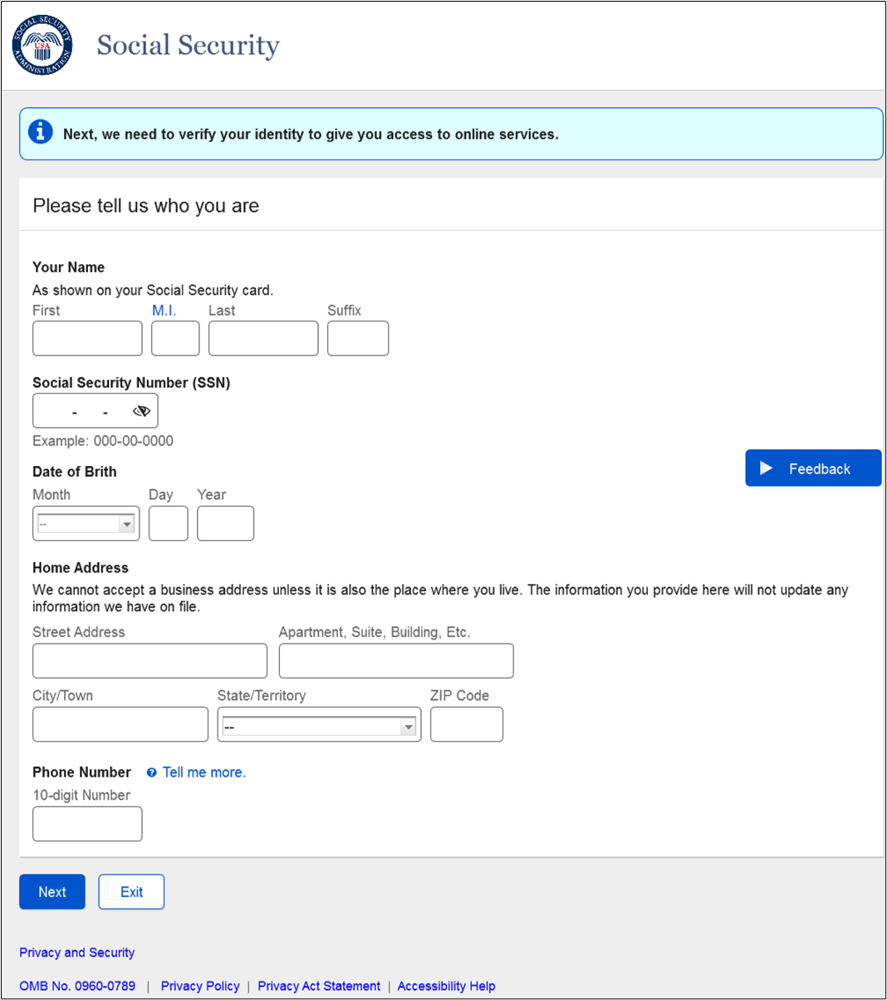 SOCIAL SECURITY ADMINISTRATION
USA
Social Security
Next, we need to verify your identity to give you access to online services.
Please tell us who you are
Your Name
As shown on your Social Security card.
First M.I. Last Suffix
Social Security Number (SSN)
- -
Example: 000-00-0000
Feedback
Date of Brith
Month Day Year
--
Home Address
We cannot accept a business address unless it is also the place where you live. The information you provide here will not update any
information we have on file.
Street Address Apartment, Suite, Building, Etc.
City/Town State/Territory ZIP Code
--
Phone Number ? Tell me more.
10-digit Number
Next Exit
Privacy and Security
OMB No. 0960-0789 | Privacy Policy | Privacy Act Statement | Accessibility Help